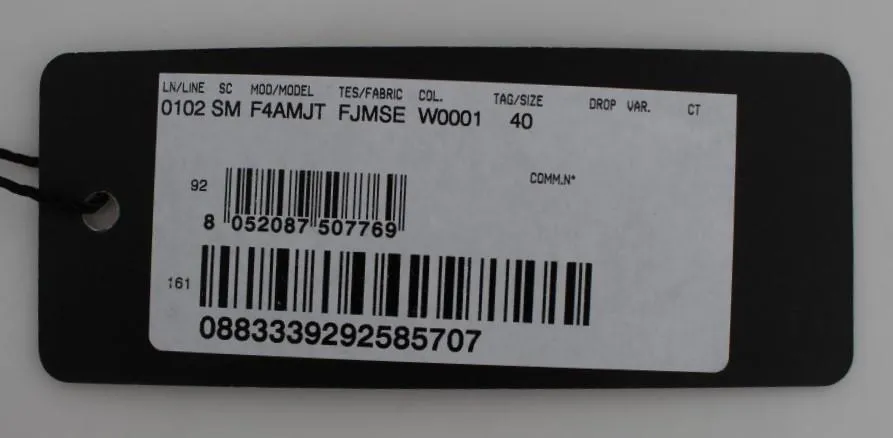 LN/LINE SC MOD/MODEL TES/FABRIC COL. TAG/SIZE DROP VAR. CT
0102 SM F4AMJT FJMSE W0001 40
COMM.N°
92
8 052087 507769
161
0883339292585707